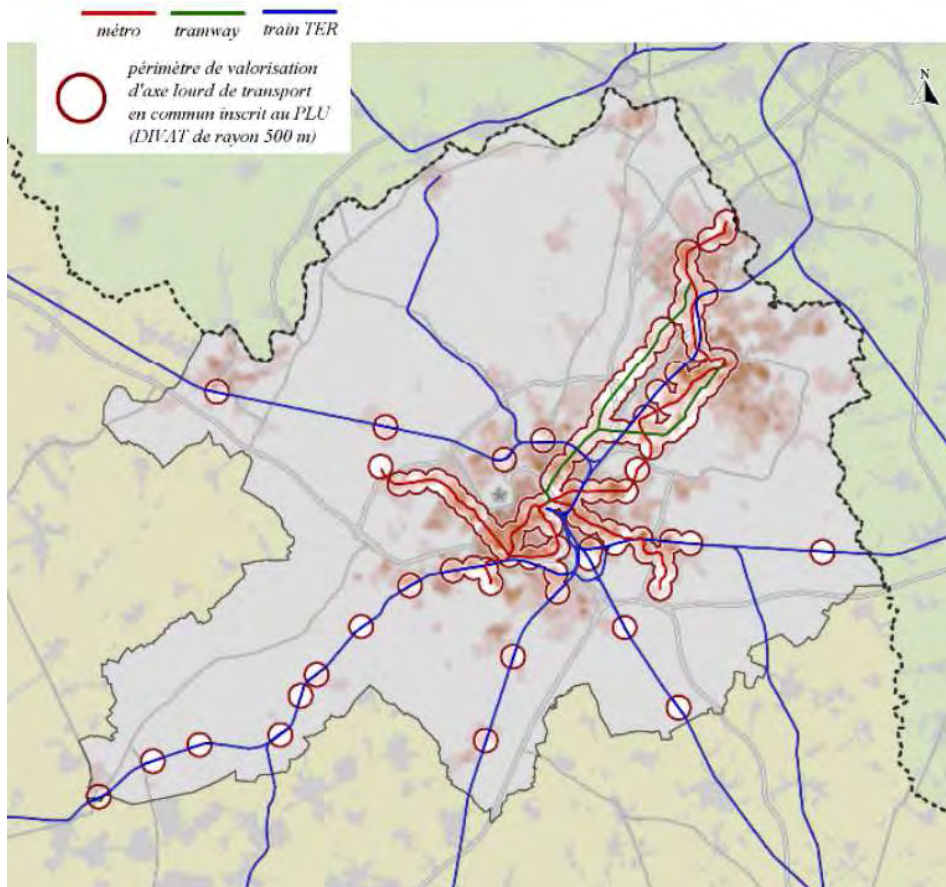 métro tramway train TER
périmètre de valorisation
d'axe lourd de transport
en commun inscrit au PLU
(DIVAT de rayon 500 m)
N